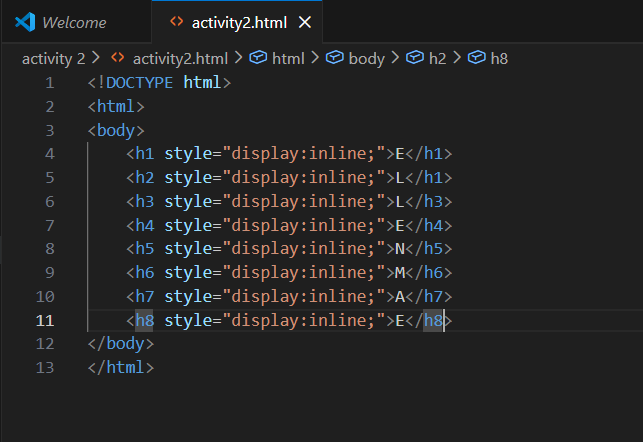 Welcome activity2.html
activity 2 > activity2.html > html > body > h2 > h8
1 <!DOCTYPE html>
2 <html>
3 <body>
4 <h1 style="display:inline;">E</h1>
5 <h2 style="display:inline;">L</h1>
6 <h3 style="display:inline;">L</h3>
7 <h4 style="display:inline;">E</h4>
8 <h5 style="display:inline;">N</h5>
9 <h6 style="display:inline;">M</h6>
10 <h7 style="display:inline;">A</h7>
11 <h8 style="display:inline;">E</h8>
12 </body>
13 </html>